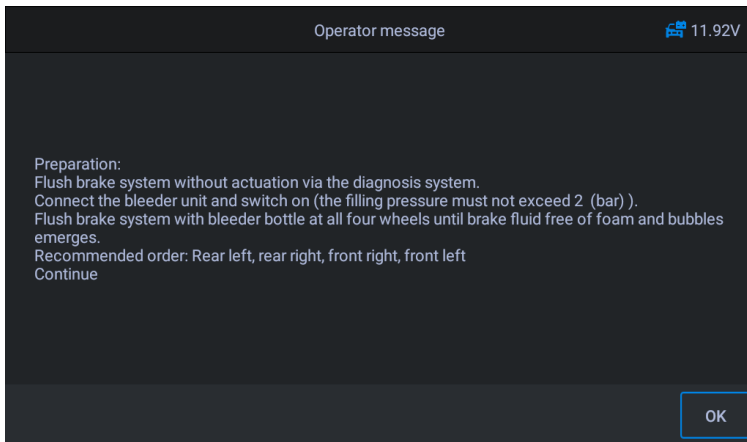 Operator message
11.92V
Preparation:
Flush brake system without actuation via the diagnosis system.
Connect the bleeder unit and switch on (the filling pressure must not exceed 2  (bar) ).
Flush brake system with bleeder bottle at all four wheels until brake fluid free of foam and bubbles
emerges.
Recommended order: Rear left, rear right, front right, front left
Continue
OK